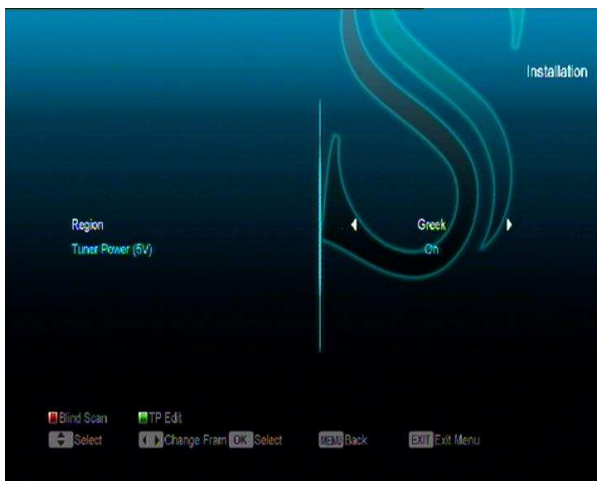 Installation
Region Greek
Tuner Power (5V) On
Blind Scan TP Edit
Select Change Fram OK Select MENU Back EXIT Exit Menu